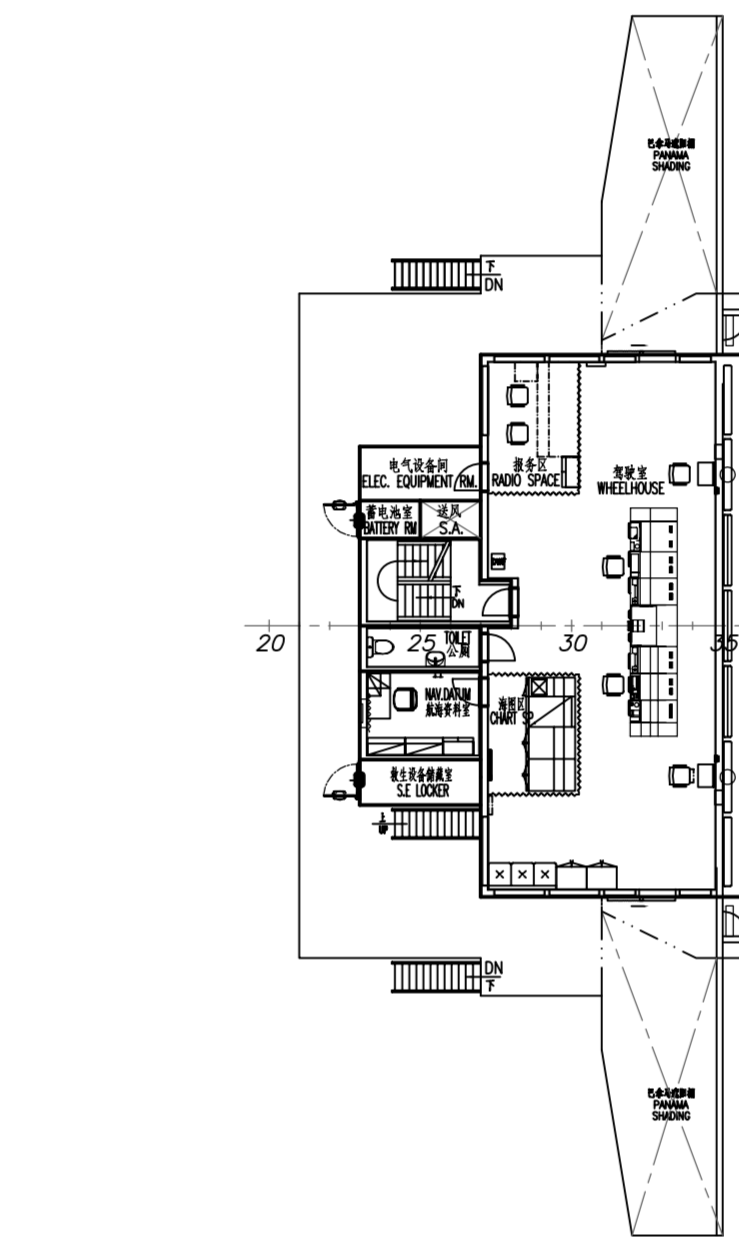 巴拿马遮阳棚
PANAMA
SHADING
下
DN
电气设备间
ELEC. EQUIPMENT RM.
报务区
RADIO SPACE
驾驶室
WHEELHOUSE
蓄电池室
BATTERY RM
送风
S.A.
下
DN
20
25
30
35
TOILET
公厕
NAV.DATUM
航海资料室
海图区
CHART SP.
救生设备储藏室
S.E LOCKER
上
UP
DN
下
巴拿马遮阳棚
PANAMA
SHADING